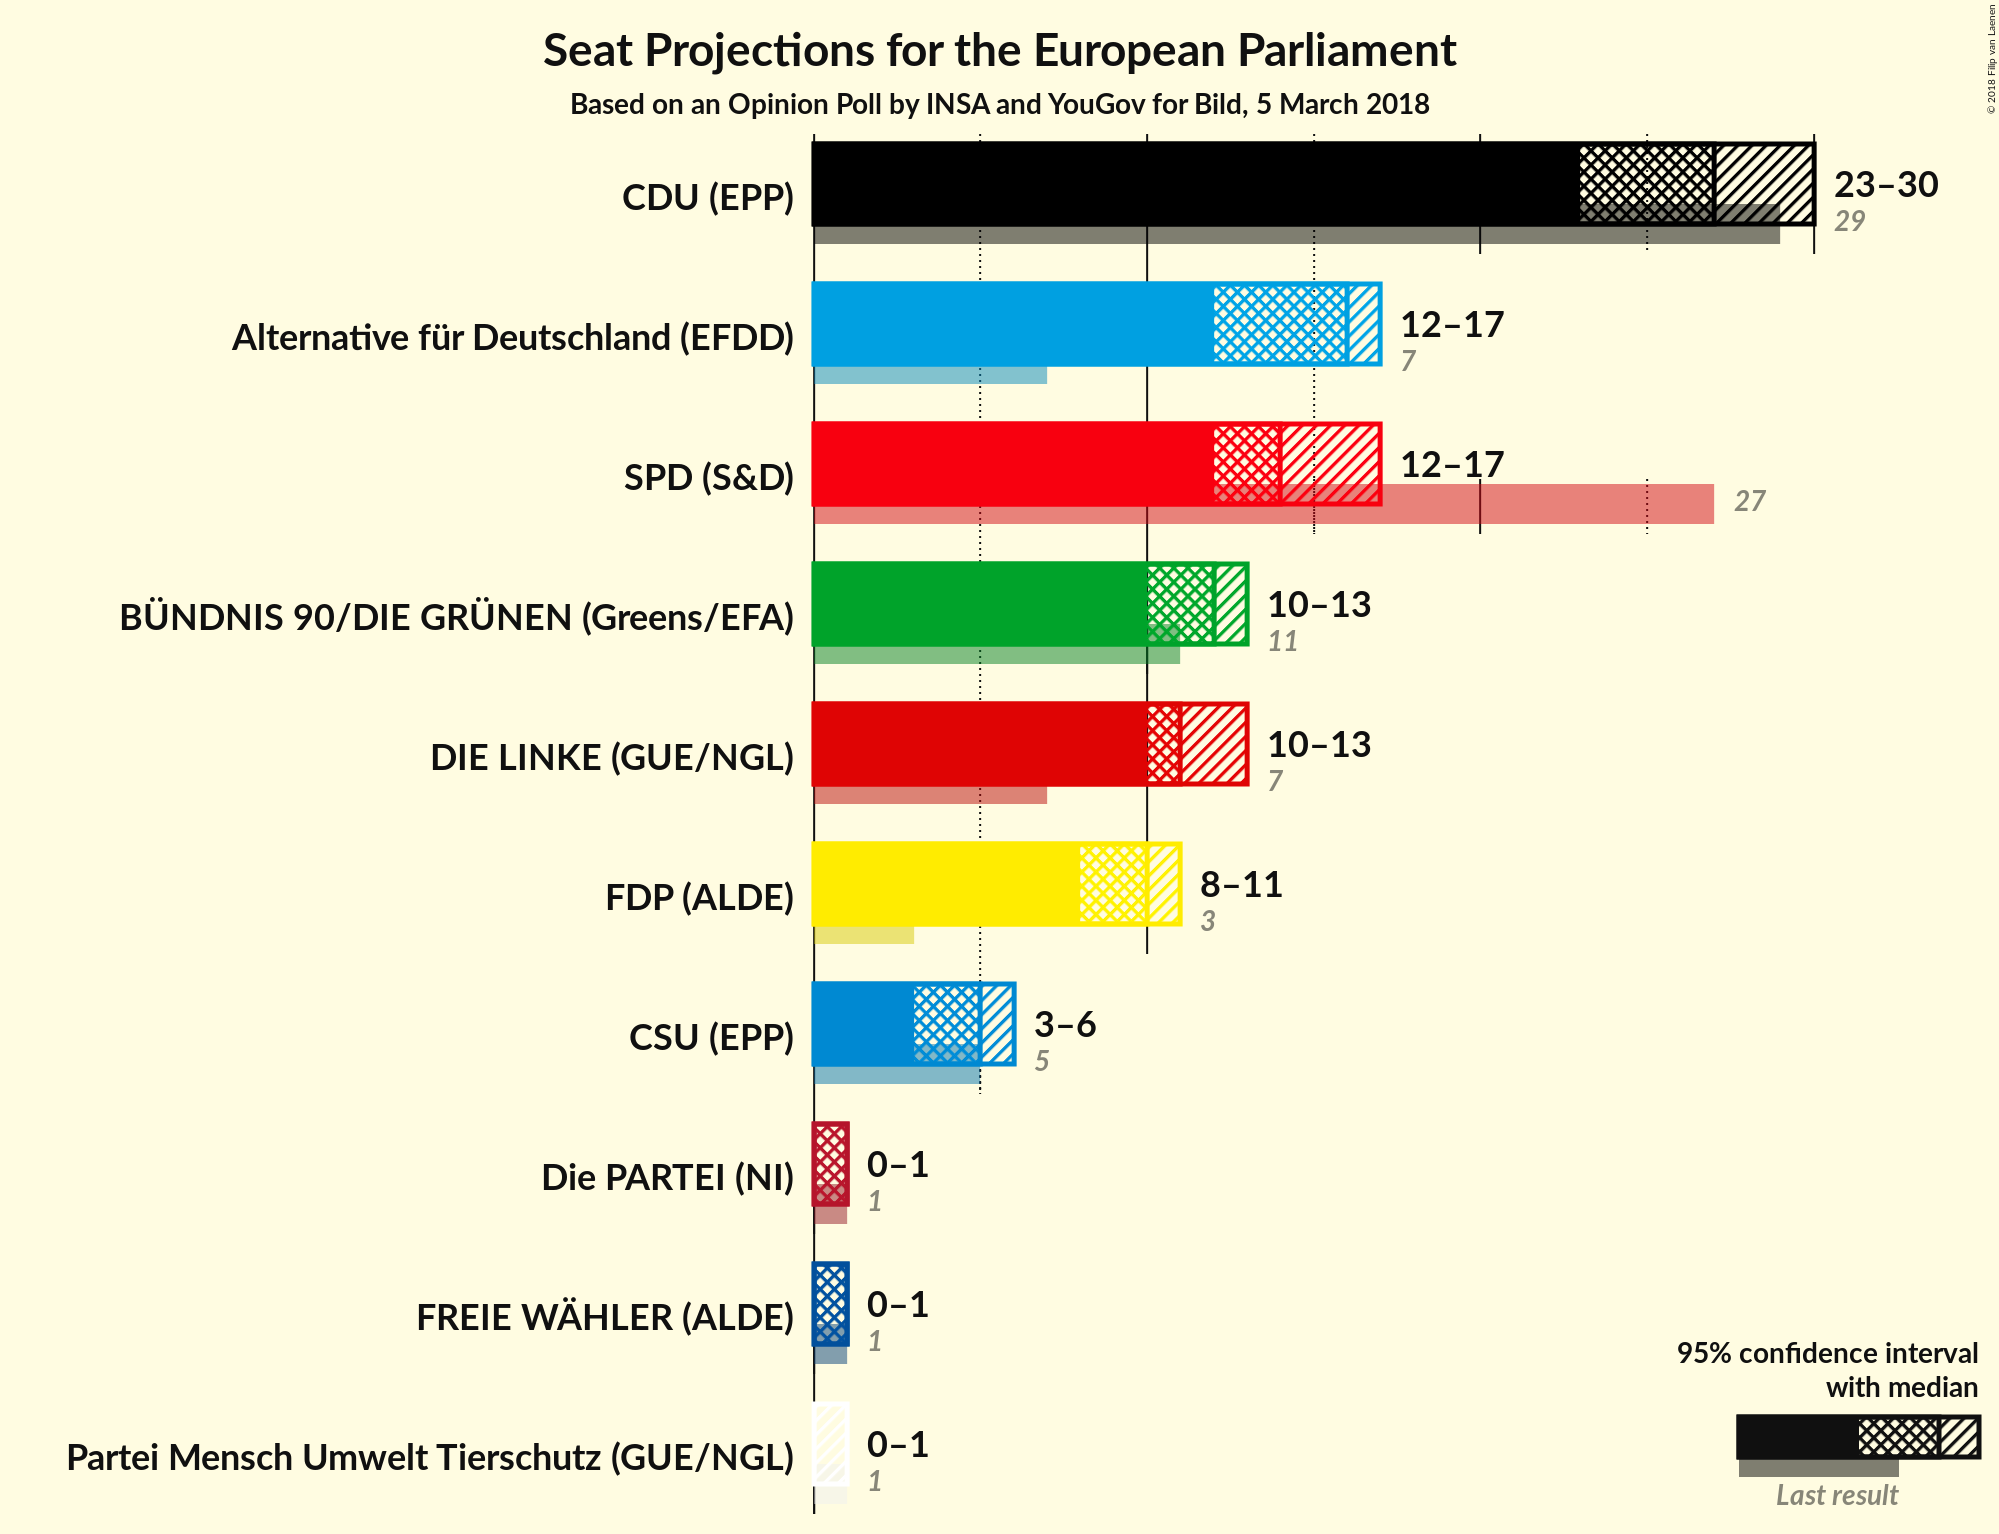 Seat Projections for the European Parliament
Based on an Opinion Poll by INSA and YouGov for Bild, 5 March 2018
© 2018 Filip van Laenen
CDU (EPP)
23–30
29
Alternative für Deutschland (EFDD)
12–17
7
SPD (S&D)
12–17
27
BÜNDNIS 90/DIE GRÜNEN (Greens/EFA)
10–13
11
DIE LINKE (GUE/NGL)
10–13
7
FDP (ALDE)
8–11
3
CSU (EPP)
3–6
5
Die PARTEI (NI)
0–1
1
FREIE WÄHLER (ALDE)
0–1
1
Partei Mensch Umwelt Tierschutz (GUE/NGL)
0–1
1
95% confidence interval
with median
Last result